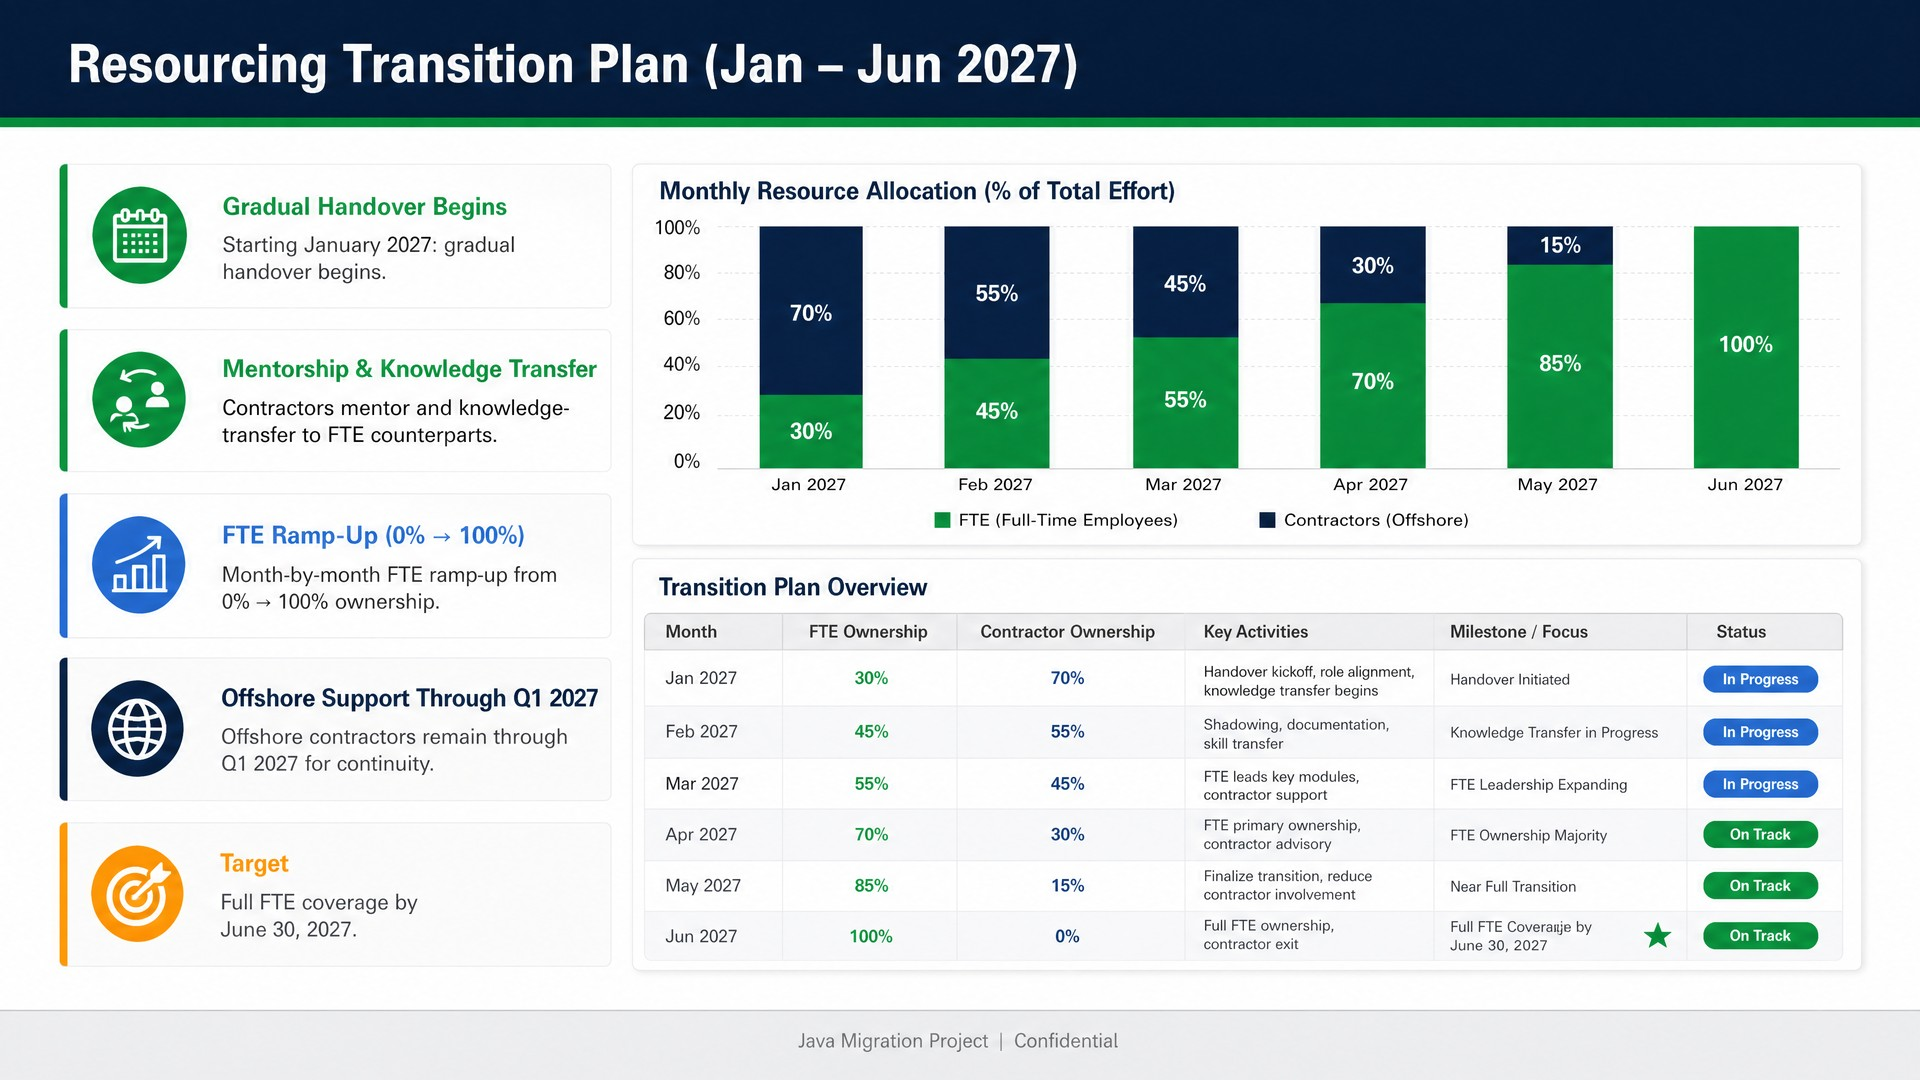 Resourcing Transition Plan (Jan – Jun 2027)
Gradual Handover Begins
Starting January 2027: gradual
handover begins.
Mentorship & Knowledge Transfer
Contractors mentor and knowledge-
transfer to FTE counterparts.
FTE Ramp-Up (0% → 100%)
Month-by-month FTE ramp-up from
0% → 100% ownership.
Offshore Support Through Q1 2027
Offshore contractors remain through
Q1 2027 for continuity.
Target
Full FTE coverage by
June 30, 2027.
Monthly Resource Allocation (% of Total Effort)
100%
80%
60%
40%
20%
0%
70%
30%
55%
45%
45%
55%
30%
70%
15%
85%
100%
Jan 2027 Feb 2027 Mar 2027 Apr 2027 May 2027 Jun 2027
FTE (Full-Time Employees) Contractors (Offshore)
Transition Plan Overview
Month FTE Ownership Contractor Ownership Key Activities Milestone / Focus Status
Jan 2027 30% 70% Handover kickoff, role alignment,
knowledge transfer begins
Handover Initiated In Progress
Feb 2027 45% 55% Shadowing, documentation,
skill transfer
Knowledge Transfer in Progress In Progress
Mar 2027 55% 45% FTE leads key modules,
contractor support
FTE Leadership Expanding In Progress
Apr 2027 70% 30% FTE primary ownership,
contractor advisory
FTE Ownership Majority On Track
May 2027 85% 15% Finalize transition, reduce
contractor involvement
Near Full Transition On Track
Jun 2027 100% 0% Full FTE ownership,
contractor exit
Full FTE by
June 30, 2027
On Track
Java Migration Project | Confidential